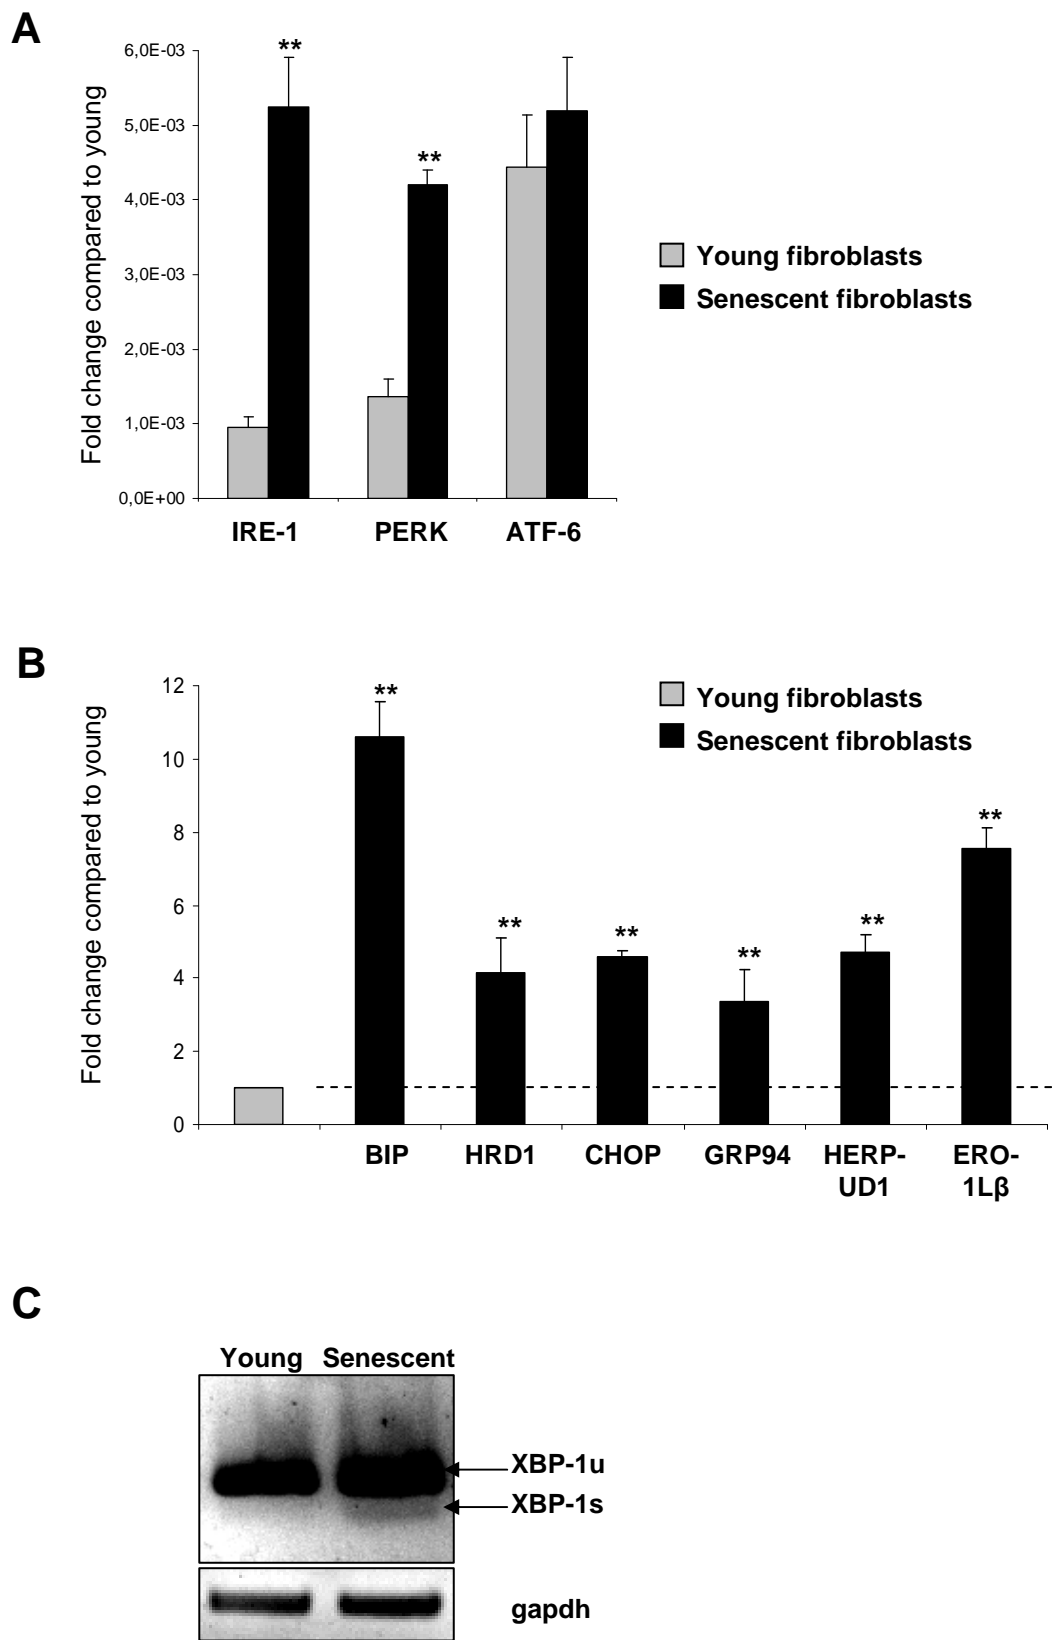 A
Fold change compared to young
6,0E-03
5,0E-03
4,0E-03
3,0E-03
2,0E-03
1,0E-03
0,0E+00
**
**
IRE-1 PERK ATF-6
Young fibroblasts
Senescent fibroblasts
B
Fold change compared to young
12
10
8
6
4
2
0
**
**
**
**
**
**
Young fibroblasts
Senescent fibroblasts
BIP HRD1 CHOP GRP94 HERP- ERO-
UD1 1Lβ
C
Young Senescent
XBP-1u
XBP-1s
gapdh